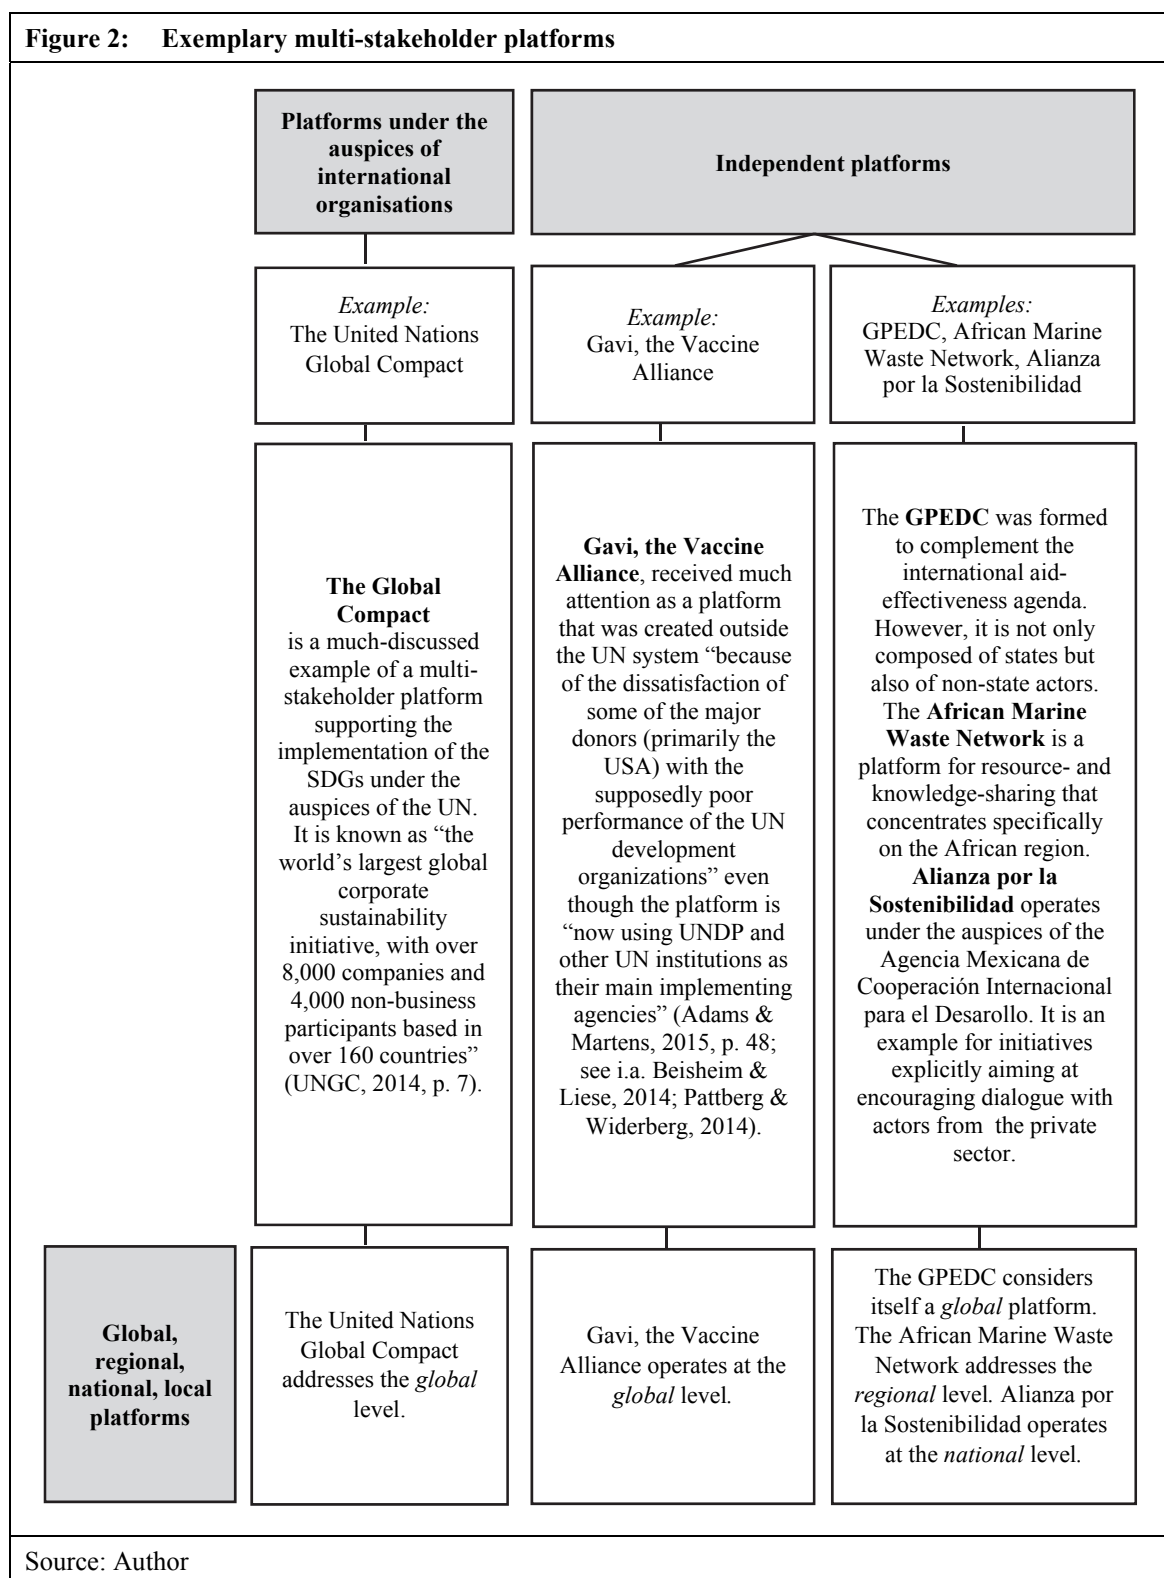 Figure 2: Exemplary multi-stakeholder platforms
Platforms under the
auspices of
international
organisations
Independent platforms
Example:
The United Nations
Global Compact
Example:
Gavi, the Vaccine
Alliance
Examples:
GPEDC, African Marine
Waste Network, Alianza
por la Sostenibilidad
The Global
Compact
is a much-discussed
example of a multi-
stakeholder platform
supporting the
implementation of the
SDGs under the
auspices of the UN.
It is known as “the
world’s largest global
corporate
sustainability
initiative, with over
8,000 companies and
4,000 non-business
participants based in
over 160 countries”
(UNGC, 2014, p. 7).
Gavi, the Vaccine
Alliance, received much
attention as a platform
that was created outside
the UN system “because
of the dissatisfaction of
some of the major
donors (primarily the
USA) with the
supposedly poor
performance of the UN
development
organizations” even
though the platform is
“now using UNDP and
other UN institutions as
their main implementing
agencies” (Adams &
Martens, 2015, p. 48;
see i.a. Beisheim &
Liese, 2014; Pattberg &
Widerberg, 2014).
The GPEDC was formed
to complement the
international aid-
effectiveness agenda.
However, it is not only
composed of states but
also of non-state actors.
The African Marine
Waste Network is a
platform for resource- and
knowledge-sharing that
concentrates specifically
on the African region.
Alianza por la
Sostenibilidad operates
under the auspices of the
Agencia Mexicana de
Cooperación Internacional
para el Desarollo. It is an
example for initiatives
explicitly aiming at
encouraging dialogue with
actors from the private
sector.
Global,
regional,
national, local
platforms
The United Nations
Global Compact
addresses the global
level.
Gavi, the Vaccine
Alliance operates at the
global level.
The GPEDC considers
itself a global platform.
The African Marine Waste
Network addresses the
regional level. Alianza por
la Sostenibilidad operates
at the national level.
Source: Author